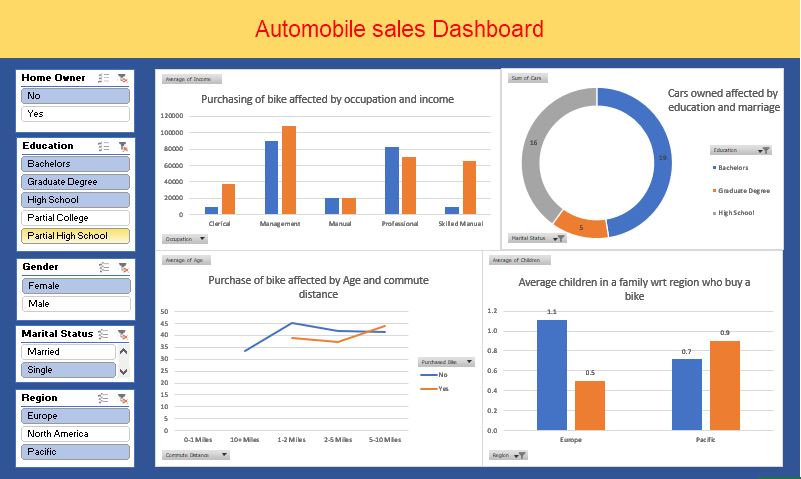 Automobile sales Dashboard
Home Owner
No
Yes
Education
Bachelors
Graduate Degree
High School
Partial College
Partial High School
Gender
Female
Male
Marital Status
Married
Single
Region
Europe
North America
Pacific
Average of Income
Purchasing of bike affected by occupation and income
120000
100000
80000
60000
40000
20000
0
Clerical Management Manual Professional Skilled Manual
Occupation
Sum of Cars
Cars owned affected by
education and marriage
16
19
5
Education
Bachelors
Graduate Degree
High School
Marital Status
Average of Age
Purchase of bike affected by Age and commute
distance
50
45
40
35
30
25
20
15
10
5
0
0-1 Miles 10+ Miles 1-2 Miles 2-5 Miles 5-10 Miles
Purchased Bike
No
Yes
Commute Distance
Average of Children
Average children in a family wrt region who buy a
bike
1.2
1.0
0.8
0.6
0.4
0.2
0.0
1.1
0.5
0.7
0.9
Europe Pacific
Region